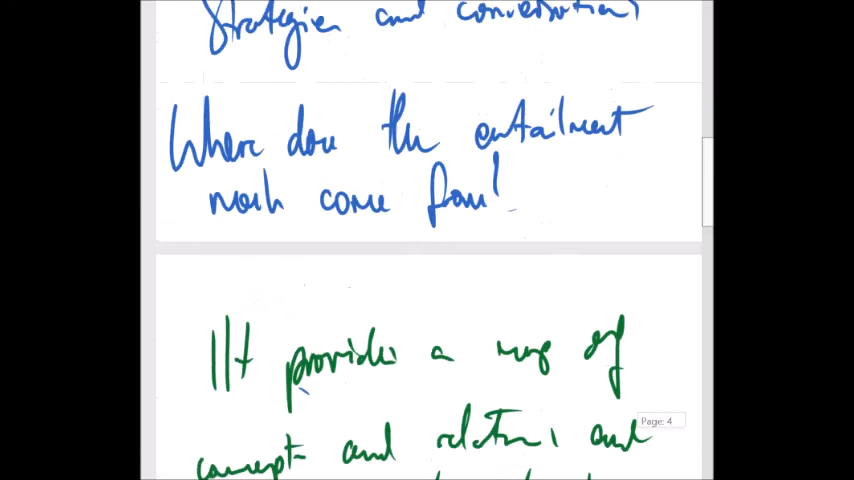 Strategies and conversations
Where does the entailment
mesh come from?
It provides a map of
Page: 4
concepts and relations and